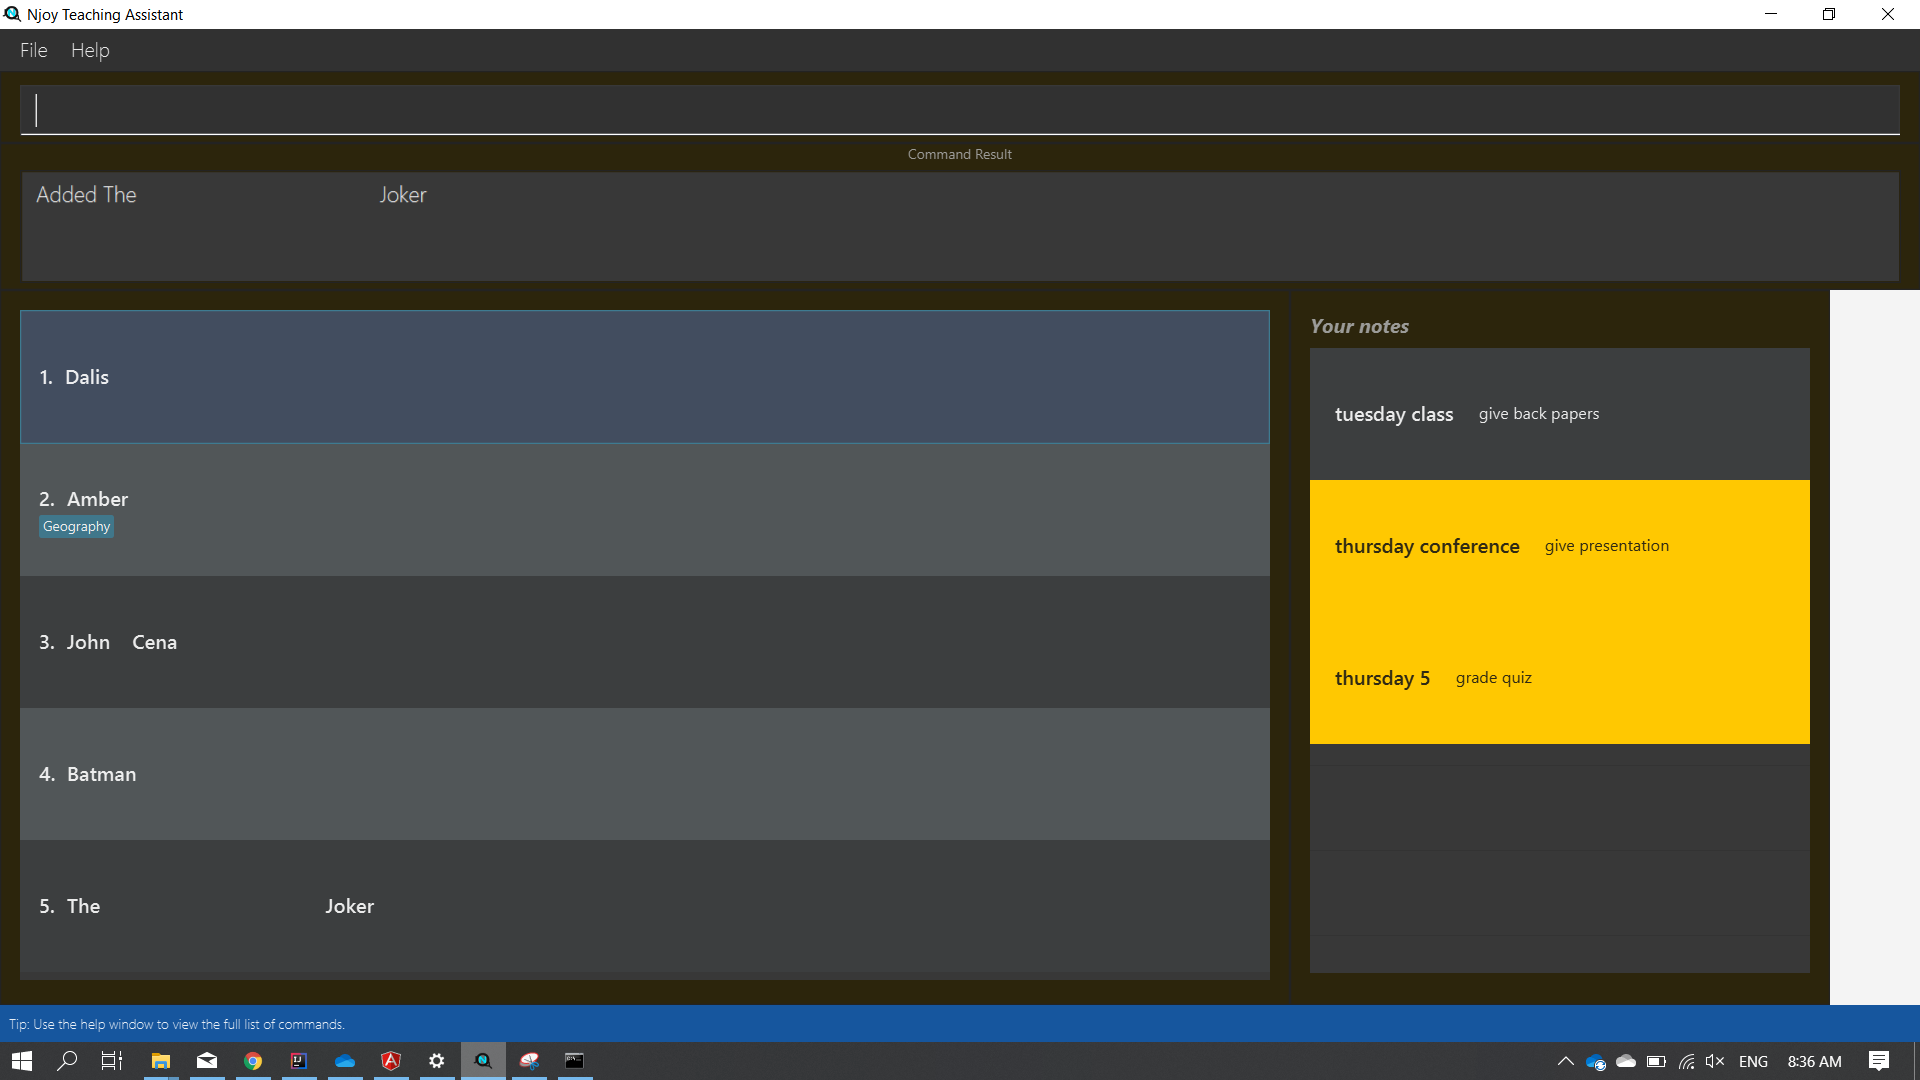 Njoy Teaching Assistant
File Help
Command Result
Added The Joker
1. Dalis
2. Amber
Geography
3. John Cena
4. Batman
5. The Joker
Your notes
tuesday class give back papers
thursday conference give presentation
thursday 5 grade quiz
Tip: Use the help window to view the full list of commands.
ENG 8:36 AM